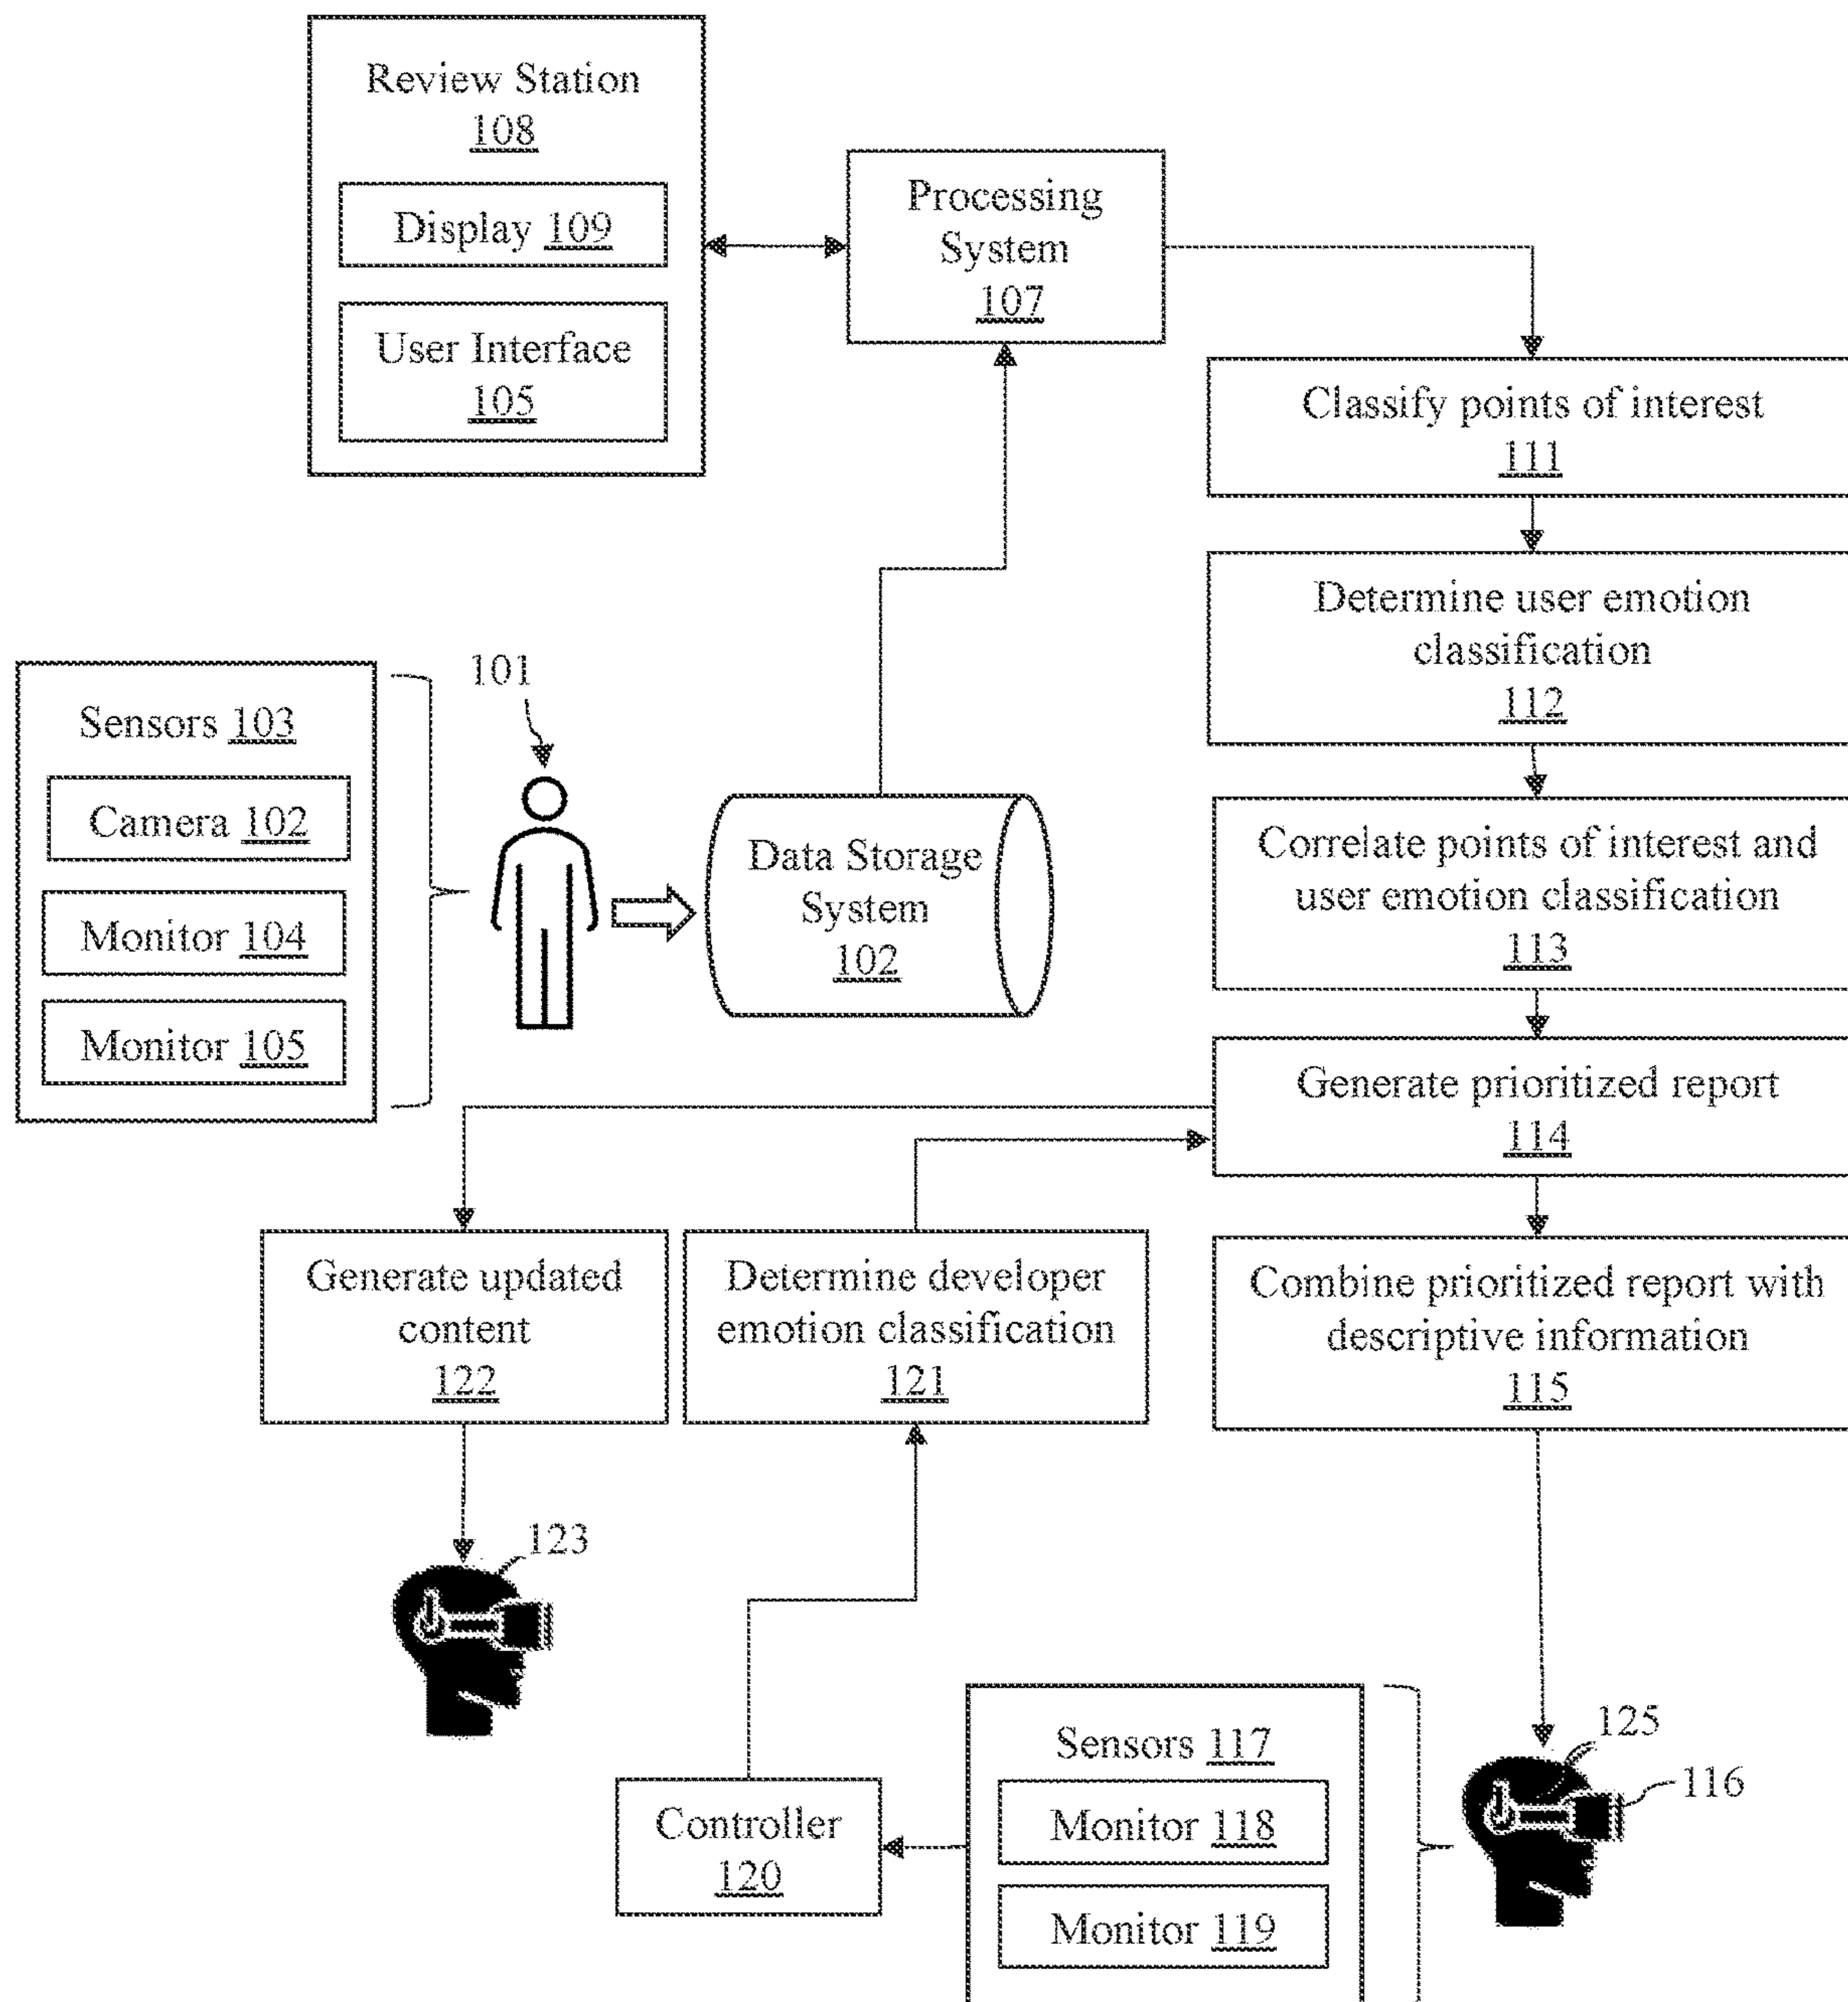 Review Station
108
Display 109
User Interface
105
Processing
System
107
Classify points of interest
111
Determine user emotion
classification
112
Sensors 103
Camera 102
Monitor 104
Monitor 105
101
Data Storage
System
102
Correlate points of interest and
user emotion classification
113
Generate prioritized report
114
Generate updated
content
122
Determine developer
emotion classification
121
Combine prioritized report with
descriptive information
115
123
Controller
120
Sensors 117
Monitor 118
Monitor 119
125
116